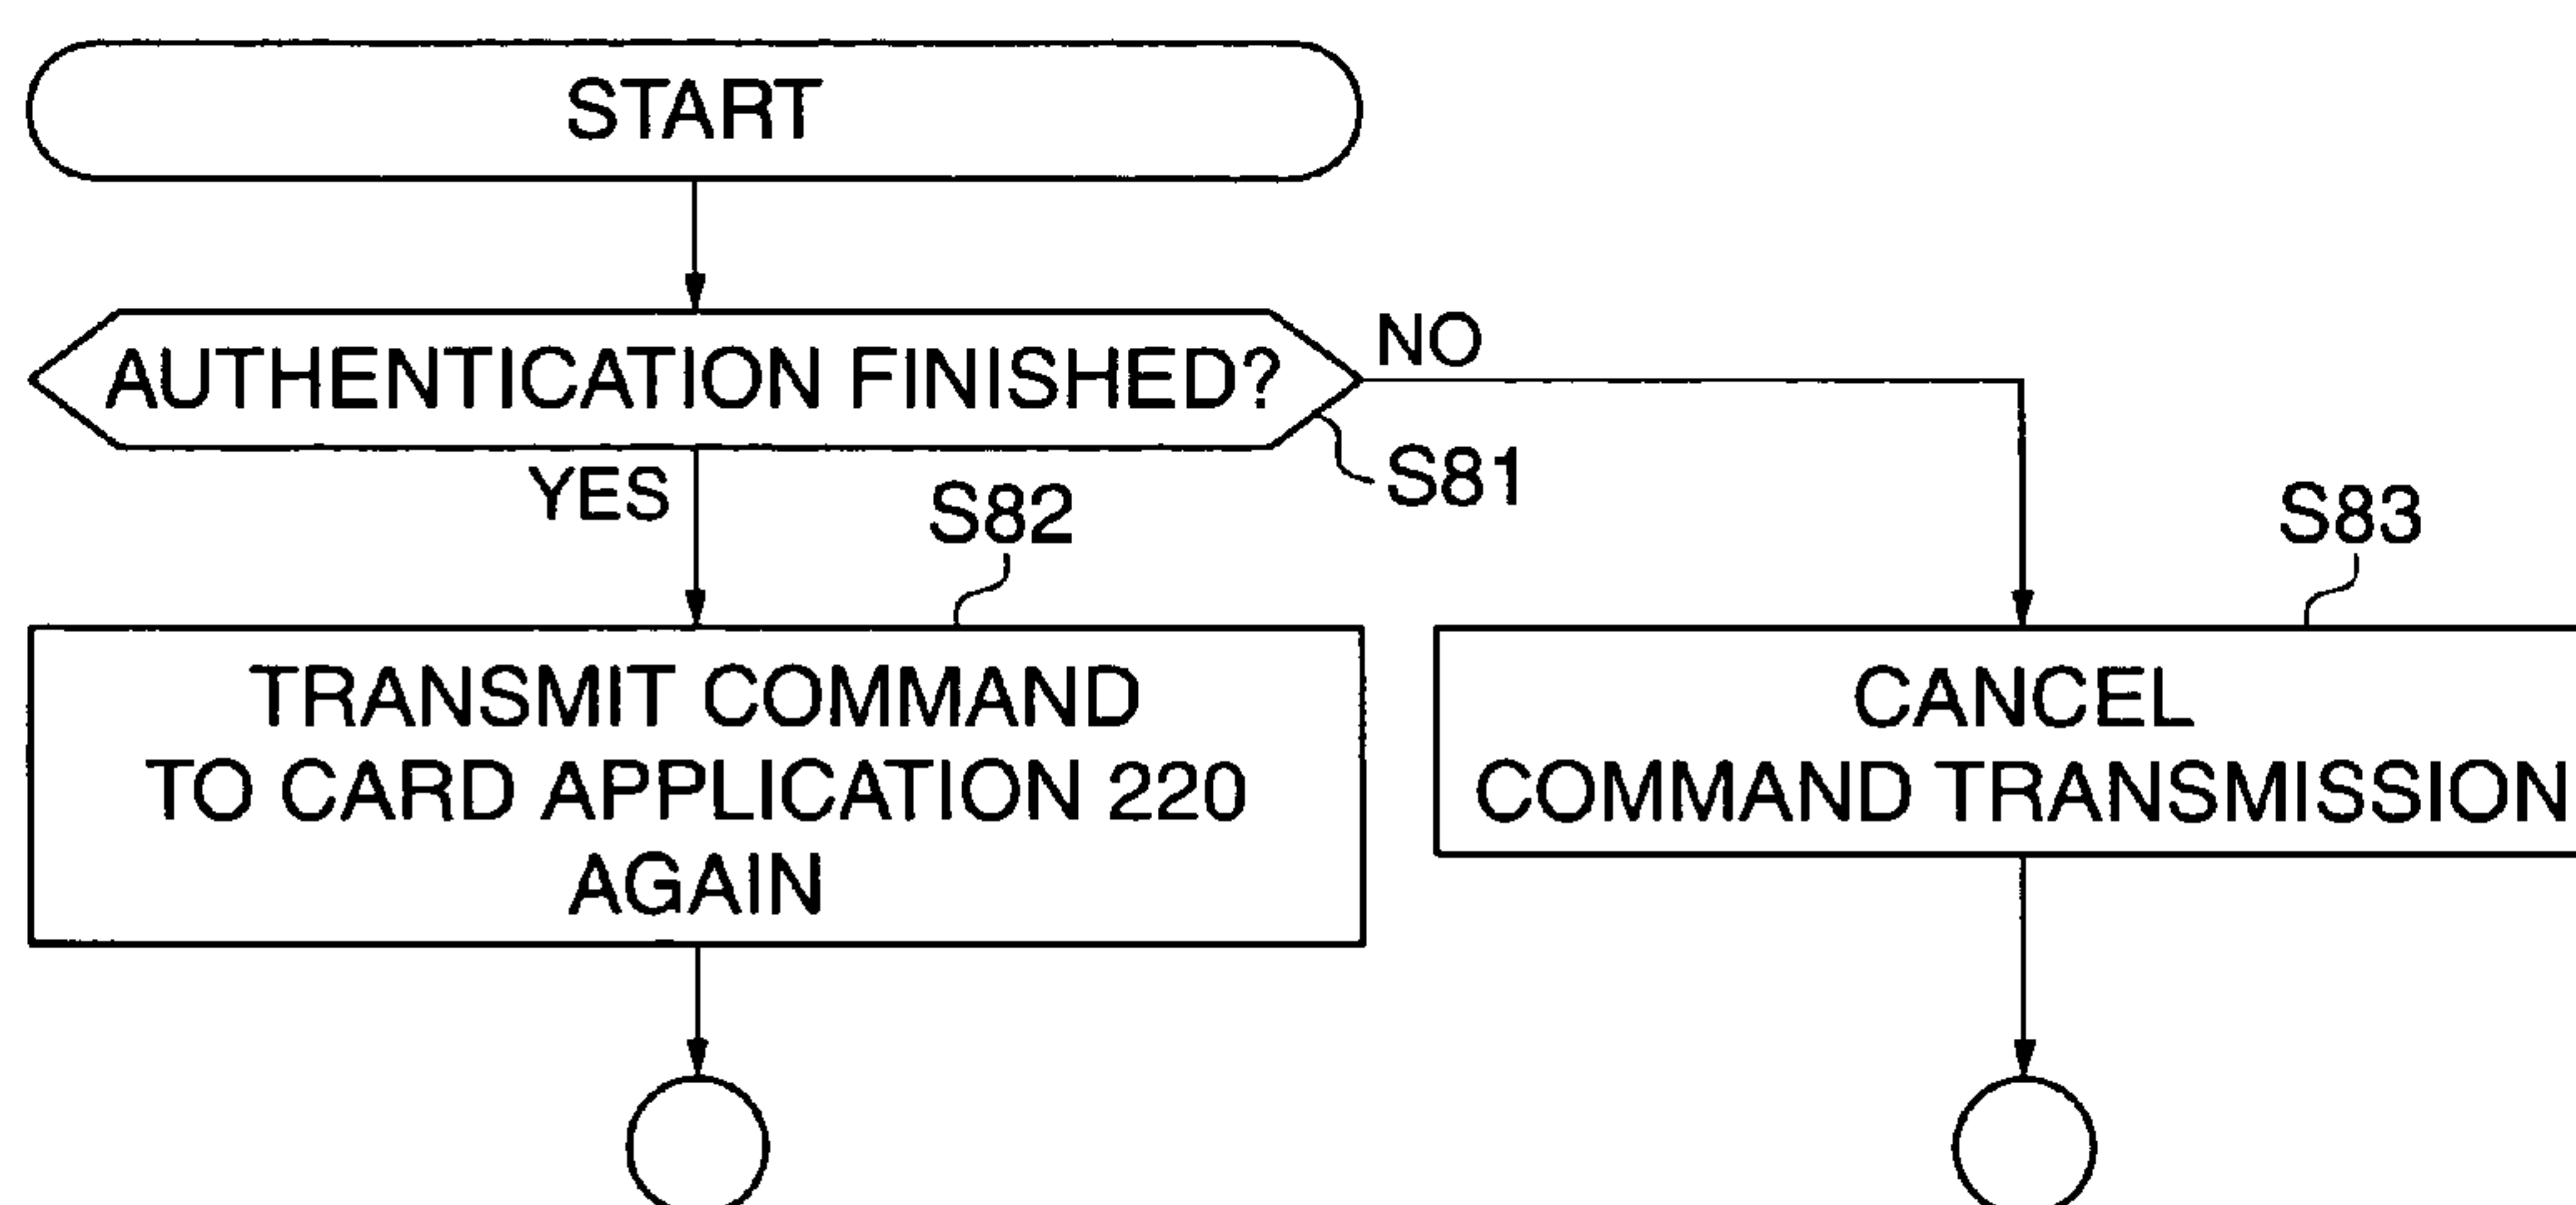 START
AUTHENTICATION FINISHED?
NO
S81
YES
S82
S83
TRANSMIT COMMAND
TO CARD APPLICATION 220
AGAIN
CANCEL
COMMAND TRANSMISSION